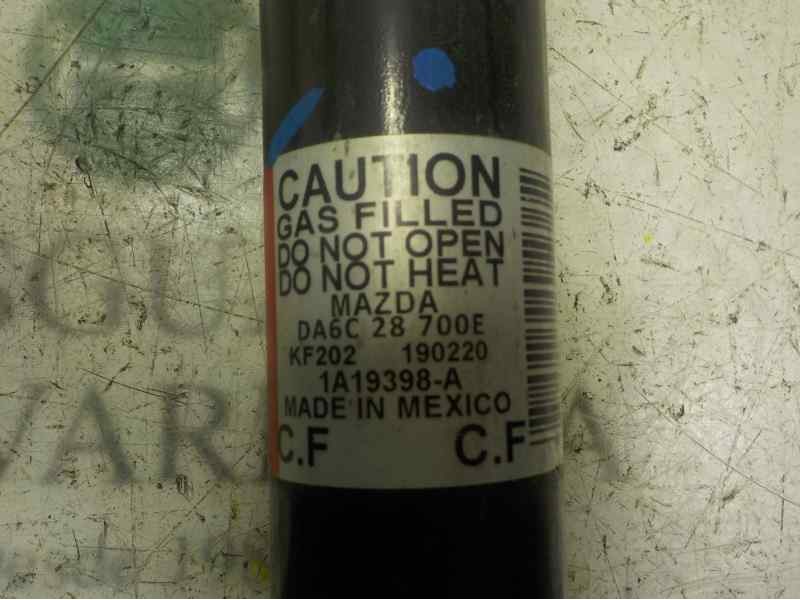 CAUTION
GAS FILLED
DO NOT OPEN
DO NOT HEAT
MAZDA
DA6C 28 700E
KF202 190220
1A19398-A
MADE IN MEXICO
C.F C.F